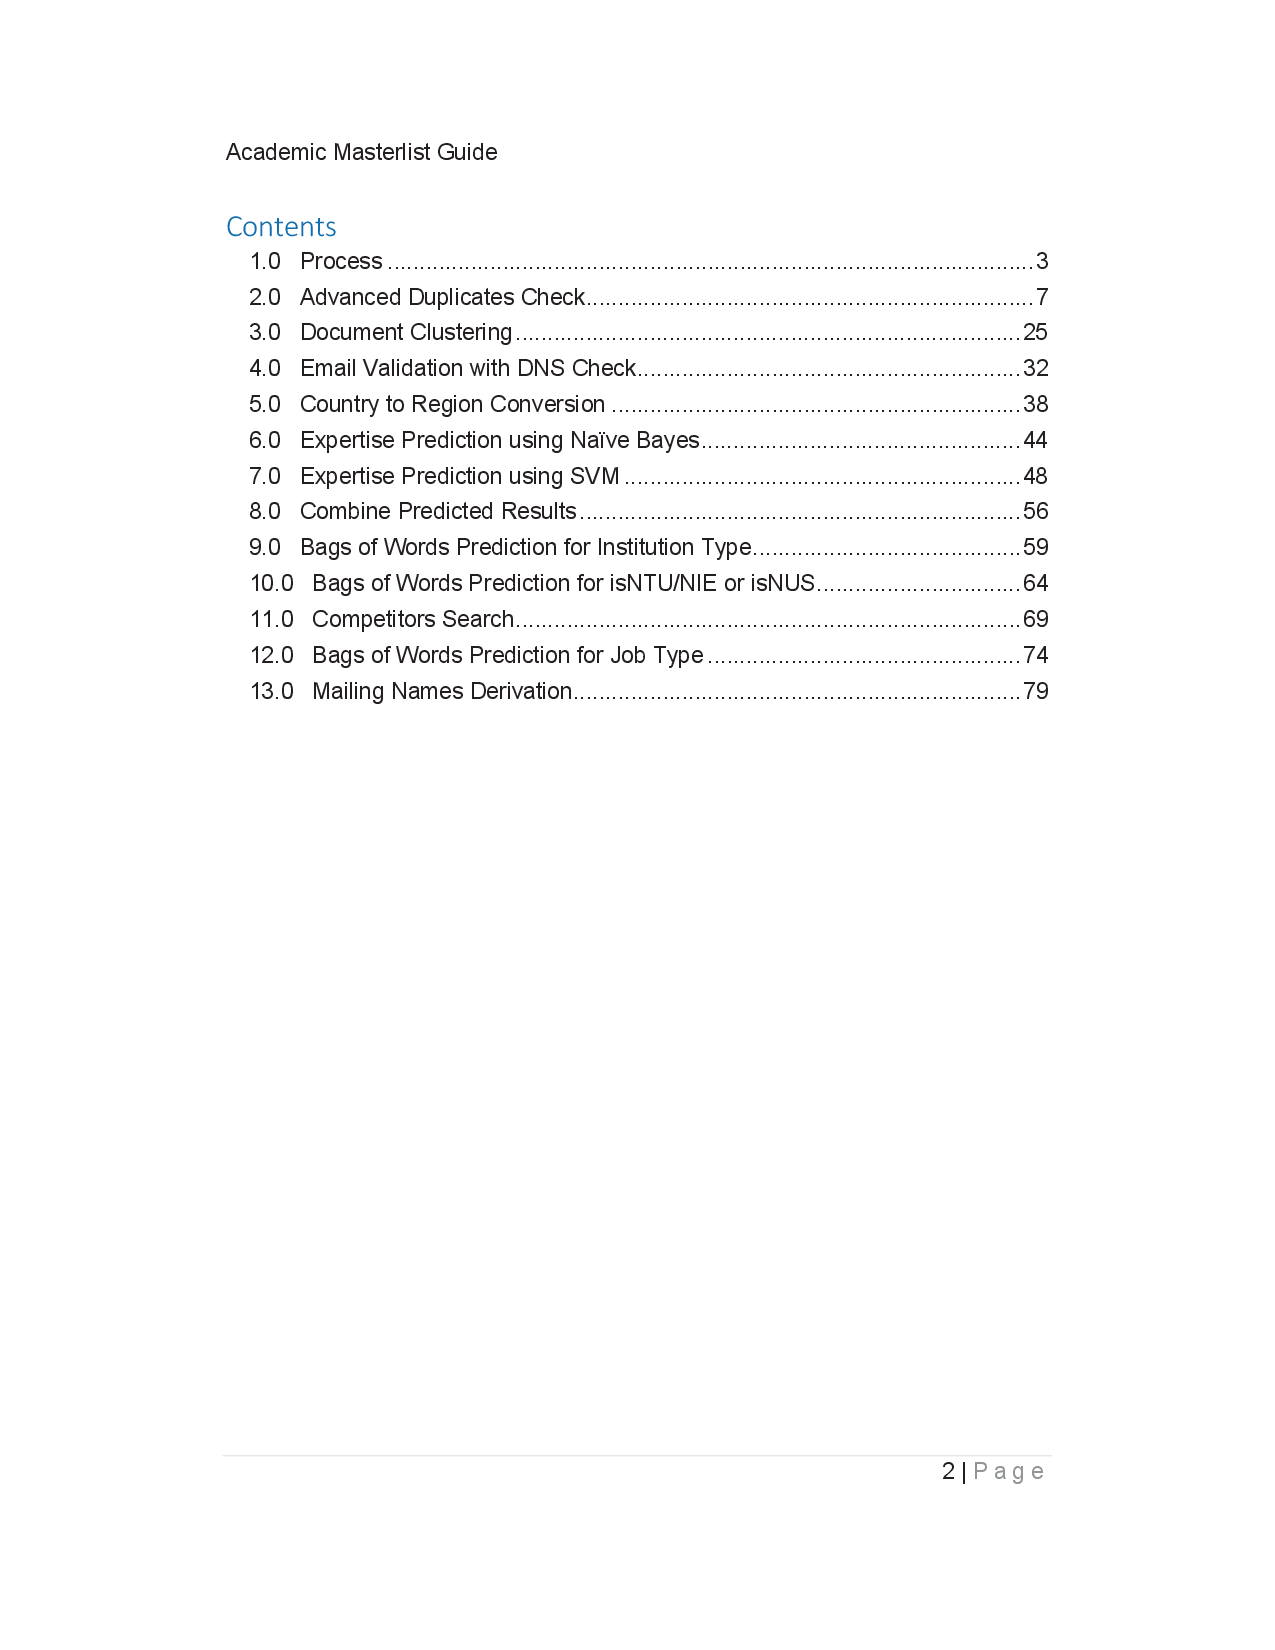 Academic Masterlist Guide
Contents
1.0 Process ........................................................................................................ 3
2.0 Advanced Duplicates Check...................................................................... 7
3.0 Document Clustering ............................................................................... 25
4.0 Email Validation with DNS Check............................................................ 32
5.0 Country to Region Conversion ................................................................ 38
6.0 Expertise Prediction using Naïve Bayes.................................................. 44
7.0 Expertise Prediction using SVM .............................................................. 48
8.0 Combine Predicted Results ..................................................................... 56
9.0 Bags of Words Prediction for Institution Type.......................................... 59
10.0 Bags of Words Prediction for isNTU/NIE or isNUS................................ 64
11.0 Competitors Search............................................................................... 69
12.0 Bags of Words Prediction for Job Type ................................................. 74
13.0 Mailing Names Derivation...................................................................... 79
2 | P a g e